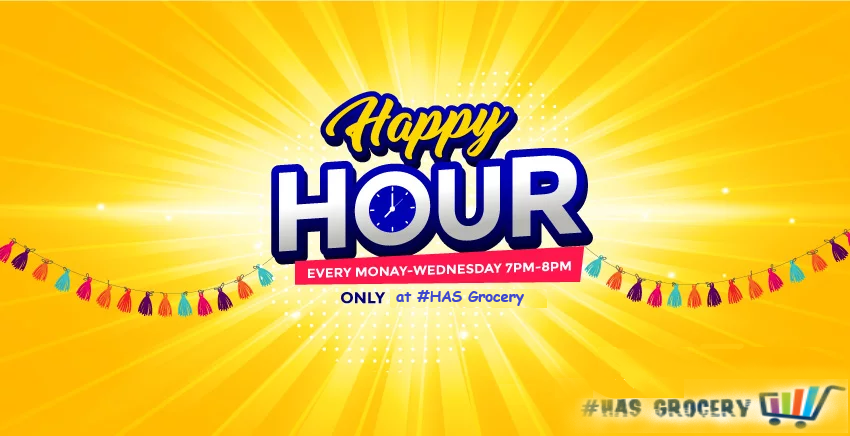 Happy
HOUR
EVERY MONAY-WEDNESDAY 7PM-8PM
ONLY at #HAS Grocery
#HAS GROCERY